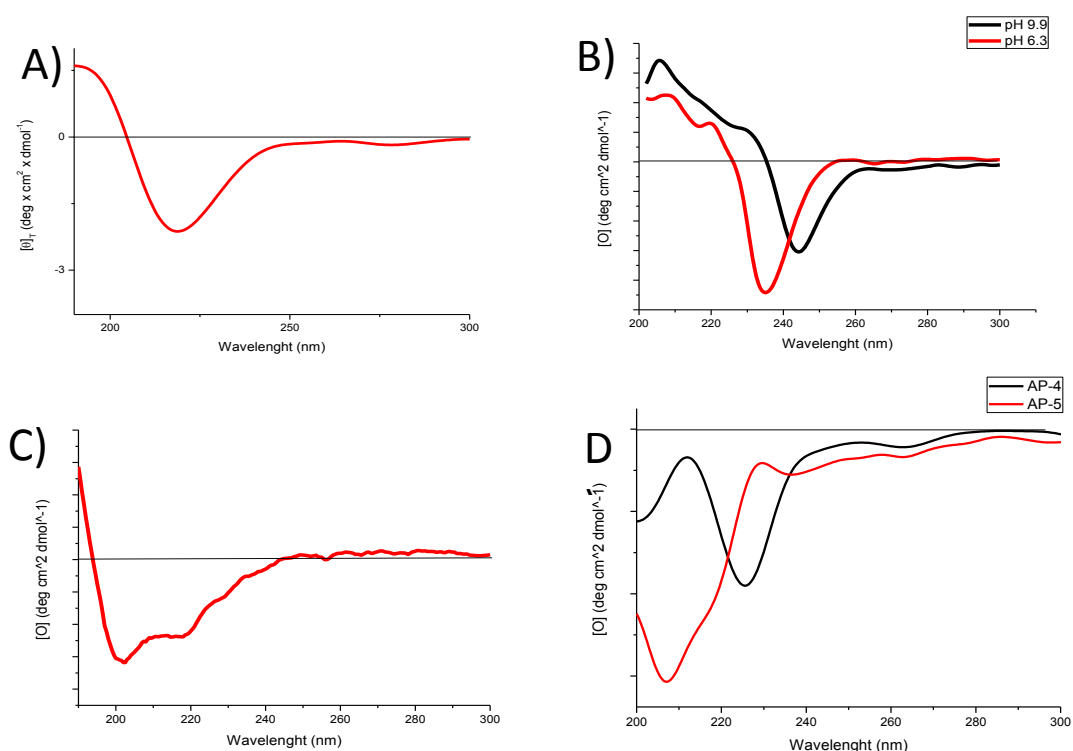 A)
0
-3
[θ]T (deg x cm2 x dmol-1)
200
250
300
Wavelenght (nm)
B)
pH 9.9
pH 6.3
[O] (deg cm^2 dmol^-1)
200
220
240
260
280
300
Wavelenght (nm)
C)
[O] (deg cm^2 dmol^-1)
200
220
240
260
280
300
Wavelenght (nm)
D
AP-4
AP-5
[O] (deg cm^2 dmol^-1)
200
220
240
260
280
300
Wavelenght (nm)